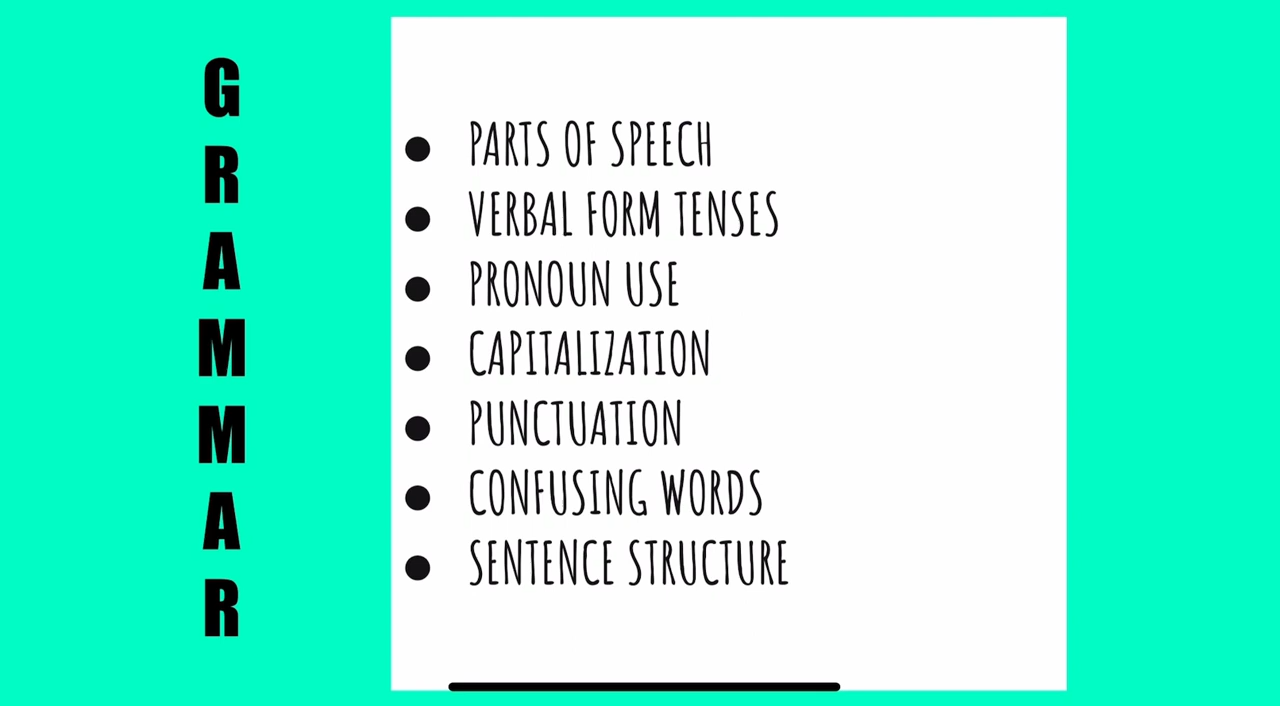 GRAMMAR
● PARTS OF SPEECH
● VERBAL FORM TENSES
● PRONOUN USE
● CAPITALIZATION
● PUNCTUATION
● CONFUSING WORDS
● SENTENCE STRUCTURE